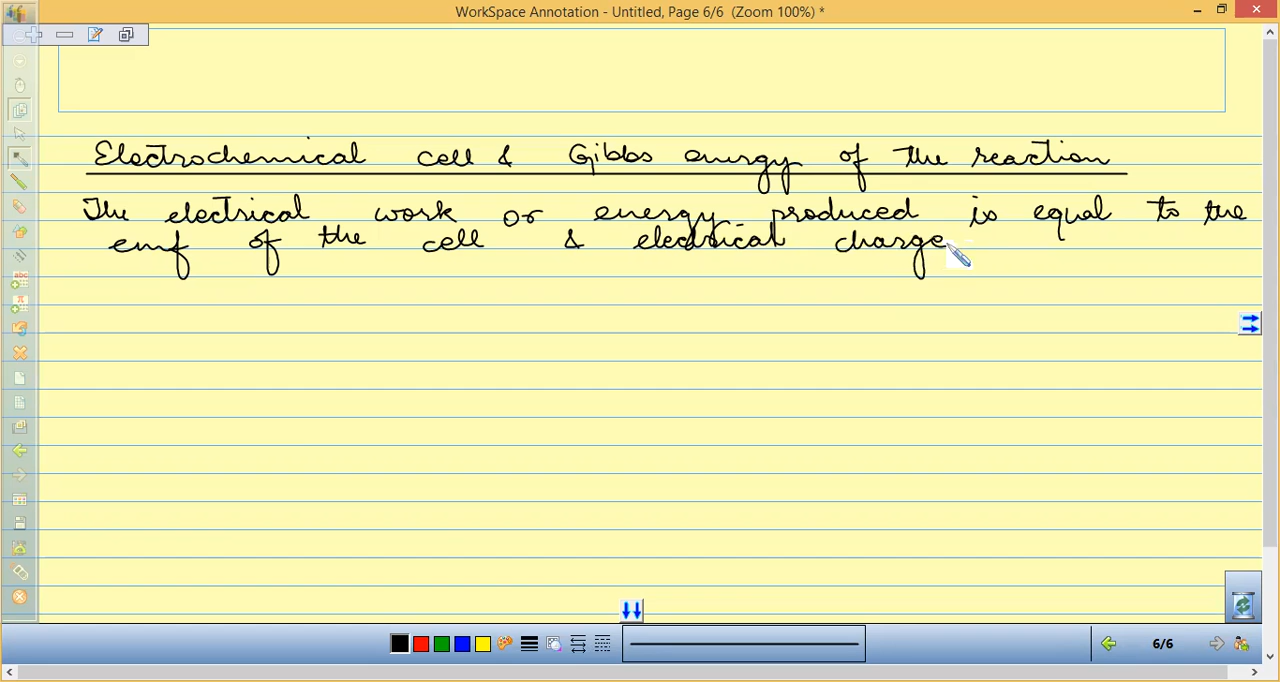 WorkSpace Annotation - Untitled, Page 6/6 (Zoom 100%) *
Electrochemical cell & Gibbs energy of the reaction
The electrical work or energy produced is equal to the
emf of the cell & electrical charge
6/6